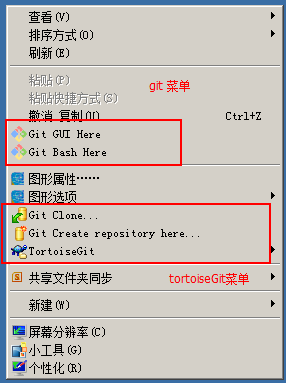 查看(V)
排序方式(O)
刷新(E)
粘贴(P)
git 菜单
粘贴快捷方式(S)
撤消 复制(U) Ctrl+Z
Git GUI Here
Git Bash Here
图形属性……
图形选项
Git Clone...
Git Create repository here...
TortoiseGit
共享文件夹同步
tortoiseGit菜单
新建(W)
屏幕分辨率(C)
小工具(G)
个性化(R)